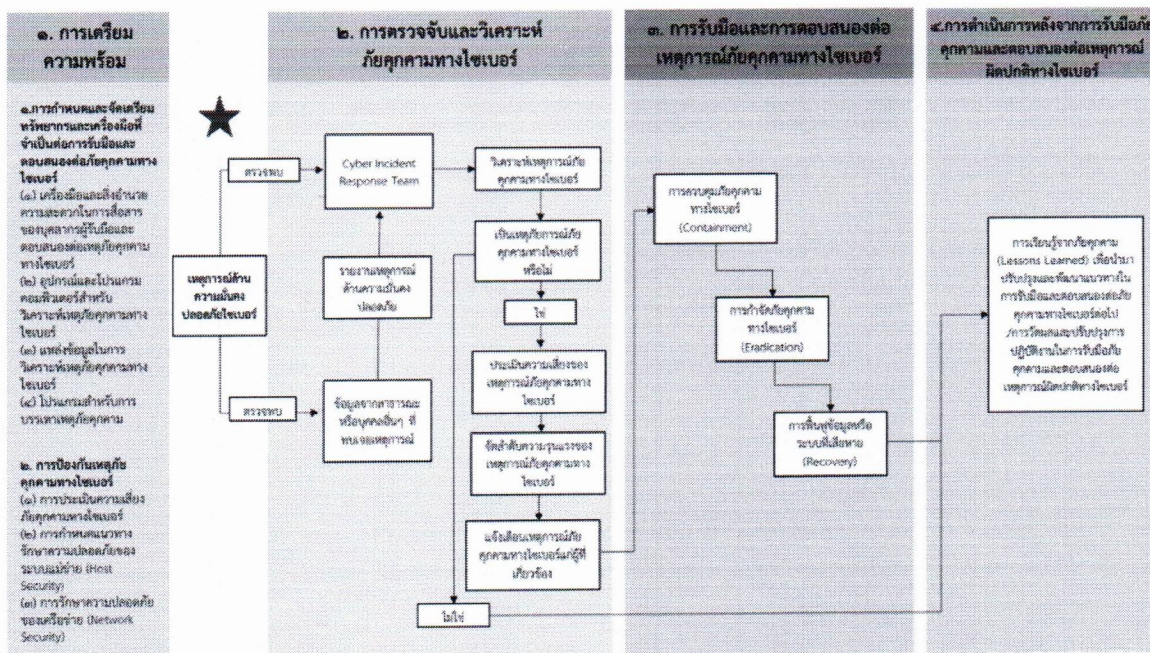 ๑. การเตรียม
ความพร้อม
๑.การกำหนดและจัดเตรียม
ทรัพยากรและเครื่องมือที่
จำเป็นต่อการรับมือและ
ตอบสนองต่อภัยคุกคามทาง
ไซเบอร์
(๑) เครื่องมือและสิ่งอำนวย
ความสะดวกในการสื่อสาร
ของบุคลากรผู้รับมือและ
ตอบสนองต่อเหตุภัยคุกคาม
ทางไซเบอร์
(๒) อุปกรณ์และโปรแกรม
คอมพิวเตอร์สำหรับ
วิเคราะห์เหตุภัยคุกคามทาง
ไซเบอร์
(๓) แหล่งข้อมูลในการ
วิเคราะห์เหตุภัยคุกคามทาง
ไซเบอร์
(๔) โปรแกรมสำหรับการ
บรรเทาเหตุภัยคุกคาม
๒. การป้องกันเหตุภัย
คุกคามทางไซเบอร์
(๑) การประเมินความเสี่ยง
ภัยคุกคามทางไซเบอร์
(๒) การกำหนดแนวทาง
รักษาความปลอดภัยของ
ระบบแม่ข่าย (Host
Security)
(๓) การรักษาความปลอดภัย
ของเครือข่าย (Network
Security)
๒. การตรวจจับและวิเคราะห์
ภัยคุกคามทางไซเบอร์
เหตุการณ์ด้าน
ความมั่นคง
ปลอดภัยไซเบอร์
ตรวจพบ
ตรวจพบ
Cyber Incident
Response Team
รายงานเหตุการณ์
ด้านความมั่นคง
ปลอดภัย
ข้อมูลจากสาธารณะ
หรือบุคคลอื่นๆ ที่
พบเจอเหตุการณ์
วิเคราะห์เหตุการณ์ภัย
คุกคามทางไซเบอร์
เป็นเหตุภัยการณ์ภัย
คุกคามทางไซเบอร์
หรือไม่
ใช่
ประเมินความเสี่ยงของ
เหตุการณ์ภัยคุกคามทาง
ไซเบอร์
จัดลำดับความรุนแรงของ
เหตุการณ์ภัยคุกคามทาง
ไซเบอร์
แจ้งเตือนเหตุการณ์ภัย
คุกคามทางไซเบอร์แก่ผู้ที่
เกี่ยวข้อง
ไม่ใช่
๓. การรับมือและการตอบสนองต่อ
เหตุการณ์ภัยคุกคามทางไซเบอร์
การควบคุมภัยคุกคาม
ทางไซเบอร์
(Containment)
การกำจัดภัยคุกคาม
ทางไซเบอร์
(Eradication)
การฟื้นฟูข้อมูลหรือ
ระบบที่เสียหาย
(Recovery)
๔.การดำเนินการหลังจากการรับมือภัย
คุกคามและตอบสนองต่อเหตุการณ์
ผิดปกติทางไซเบอร์
การเรียนรู้จากภัยคุกคาม
(Lessons Learned) เพื่อนำมา
ปรับปรุงและพัฒนาแนวทางใน
การรับมือและตอบสนองต่อภัย
คุกคามทางไซเบอร์ต่อไป
/การวัดผลและปรับปรุงการ
ปฏิบัติงานในการรับมือภัย
คุกคามและตอบสนองต่อ
เหตุการณ์ผิดปกติทางไซเบอร์